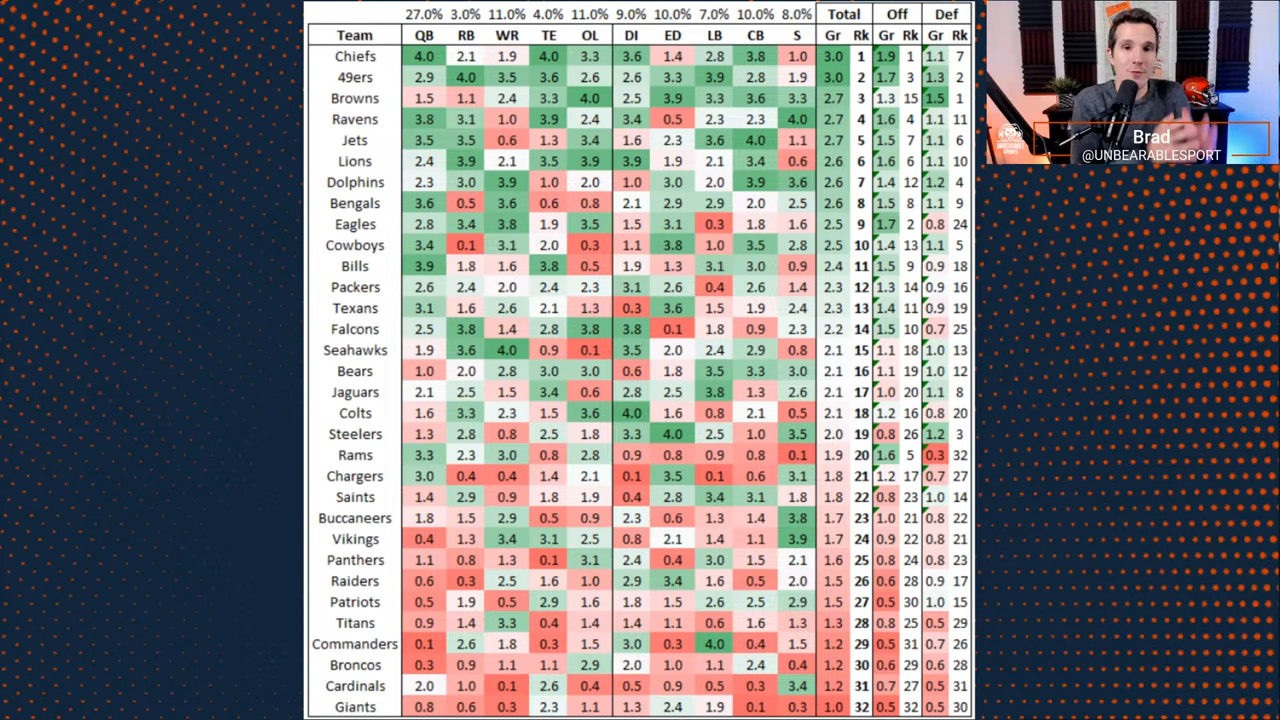 27.0% 3.0% 11.0% 4.0% 11.0% 9.0% 10.0% 7.0% 10.0% 8.0% Total Off Def
Team QB RB WR TE OL DI ED LB CB S Gr Rk Gr Rk Gr Rk
Chiefs 4.0 2.1 1.9 4.0 3.3 3.6 1.4 2.8 3.8 1.0 3.0 1 1.9 1 1.1 7
49ers 2.9 4.0 3.5 3.6 2.6 2.6 3.3 3.9 2.8 1.9 3.0 2 1.7 3 1.3 2
Browns 1.5 1.1 2.4 3.3 4.0 2.5 3.9 3.3 3.6 3.3 2.7 3 1.3 15 1.5 1
Ravens 3.8 3.1 1.0 3.9 2.4 3.4 0.5 2.3 2.3 4.0 2.7 4 1.6 4 1.1 11
Jets 3.5 3.5 0.6 1.3 3.4 1.6 2.3 3.6 4.0 1.1 2.7 5 1.5 7 1.1 6
Lions 2.4 3.9 2.1 3.5 3.9 3.9 1.9 2.1 3.4 0.6 2.6 6 1.6 6 1.1 10
Dolphins 2.3 3.0 3.9 1.0 2.0 1.0 3.0 2.0 3.9 3.6 2.6 7 1.4 12 1.2 4
Bengals 3.6 0.5 3.6 0.6 0.8 2.1 2.9 2.9 2.0 2.5 2.6 8 1.5 8 1.1 9
Eagles 2.8 3.4 3.8 1.9 3.5 1.5 3.1 0.3 1.8 1.6 2.5 9 1.7 2 0.8 24
Cowboys 3.4 0.1 3.1 2.0 0.3 1.1 3.8 1.0 3.5 2.8 2.5 10 1.4 13 1.1 5
Bills 3.9 1.8 1.6 3.8 0.5 1.9 1.3 3.1 3.0 0.9 2.4 11 1.5 9 0.9 18
Packers 2.6 2.4 2.0 2.4 2.3 3.1 2.6 0.4 2.6 1.4 2.3 12 1.3 14 0.9 16
Texans 3.1 1.6 2.6 2.1 1.3 0.3 3.6 1.5 1.9 2.4 2.3 13 1.4 11 0.9 19
Falcons 2.5 3.8 1.4 2.8 3.8 3.8 0.1 1.8 0.9 2.3 2.2 14 1.5 10 0.7 25
Seahawks 1.9 3.6 4.0 0.9 0.1 3.5 2.0 2.4 2.9 0.8 2.1 15 1.1 18 1.0 13
Bears 1.0 2.0 2.8 3.0 3.0 0.6 1.8 3.5 3.3 3.0 2.1 16 1.1 19 1.0 12
Jaguars 2.1 2.5 1.5 3.4 0.6 2.8 2.5 3.8 1.3 2.6 2.1 17 1.0 20 1.1 8
Colts 1.6 3.3 2.3 1.5 3.6 4.0 1.6 0.8 2.1 0.5 2.1 18 1.2 16 0.8 20
Steelers 1.3 2.8 0.8 2.5 1.8 3.3 4.0 2.5 1.0 3.5 2.0 19 0.8 26 1.2 3
Rams 3.3 2.3 3.0 0.8 2.8 0.9 0.8 0.9 0.8 0.1 1.9 20 1.6 5 0.3 32
Chargers 3.0 0.4 0.4 1.4 2.1 0.1 3.5 0.1 0.6 3.1 1.8 21 1.2 17 0.7 27
Saints 1.4 2.9 0.9 1.8 1.9 0.4 2.8 3.4 3.1 1.8 1.8 22 0.8 23 1.0 14
Buccaneers 1.8 1.5 2.9 0.5 0.9 2.3 0.6 1.3 1.4 3.8 1.7 23 1.0 21 0.8 22
Vikings 0.4 1.3 3.4 3.1 2.5 0.8 2.1 1.4 1.1 3.9 1.7 24 0.9 22 0.8 21
Panthers 1.1 0.8 1.3 0.1 3.1 2.4 0.4 3.0 1.5 2.1 1.6 25 0.8 24 0.8 23
Raiders 0.6 0.3 2.5 1.6 1.0 2.9 3.4 1.6 0.5 2.0 1.5 26 0.6 28 0.9 17
Patriots 0.5 1.9 0.5 2.9 1.6 1.8 1.5 2.6 2.5 2.9 1.5 27 0.5 30 1.0 15
Titans 0.9 1.4 3.3 0.4 1.4 1.4 1.1 0.6 1.6 1.3 1.3 28 0.8 25 0.5 29
Commanders 0.1 2.6 1.8 0.3 1.5 3.0 0.3 4.0 0.4 1.5 1.2 29 0.5 31 0.7 26
Broncos 0.3 0.9 1.1 1.1 2.9 2.0 1.0 1.1 2.4 0.4 1.2 30 0.6 29 0.6 28
Cardinals 2.0 1.0 0.1 2.6 0.4 0.5 0.9 0.5 0.3 3.4 1.2 31 0.7 27 0.5 31
Giants 0.8 0.6 0.3 2.3 1.1 1.3 2.4 1.9 0.1 0.3 1.0 32 0.5 32 0.5 30
Brad
@UNBEARABLESPORT